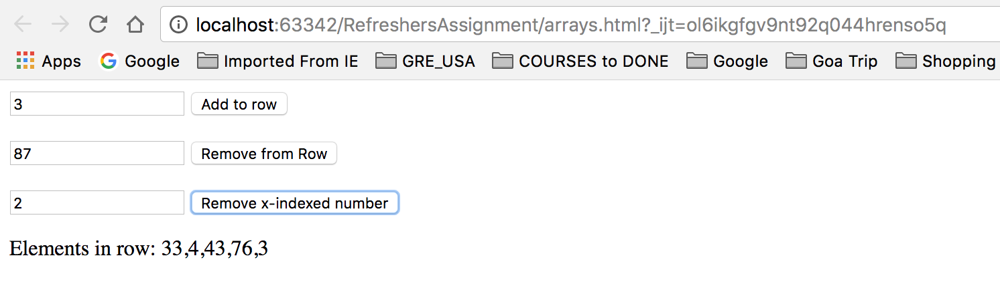 localhost:63342/RefreshersAssignment/arrays.html?_ijt=ol6ikgfgv9nt92q044hrenso5q
Apps Google Imported From IE GRE_USA COURSES to DONE Google Goa Trip Shopping
3 Add to row
87 Remove from Row
2 Remove x-indexed number
Elements in row: 33,4,43,76,3